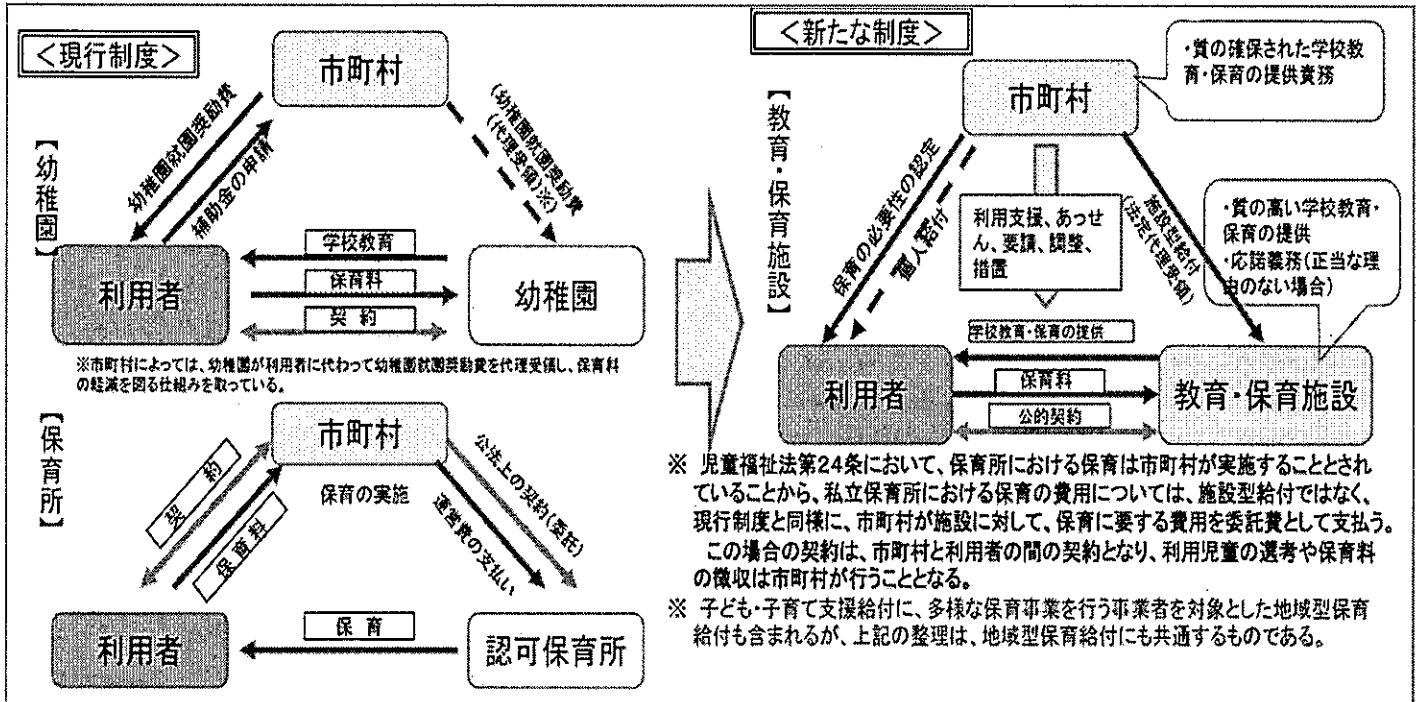 ＜現行制度＞
【幼稚園】
市町村
幼稚園就園奨励費
補助金の申請
(幼稚園就園奨励費
(代理受領)※)
利用者
学校教育
保育料
契約
幼稚園
※市町村によっては、幼稚園が利用者に代わって幼稚園就園奨励費を代理受領し、保育料
の軽減を図る仕組みを取っている。
【保育所】
市町村
保育の実施
契約
保育料
公法上の契約(委託)
運営費の支払い
利用者
保育
認可保育所
＜新たな制度＞
【教育・保育施設】
市町村
・質の確保された学校教
育・保育の提供責務
保育の必要性の認定
個人給付
利用支援、あっせ
ん、要請、調整、
措置
施設型給付
(法定代理受領)
・質の高い学校教育・
保育の提供
・応諾義務(正当な理
由のない場合)
利用者
学校教育・保育の提供
保育料
公的契約
教育・保育施設
※ 児童福祉法第24条において、保育所における保育は市町村が実施することとされ
ていることから、私立保育所における保育の費用については、施設型給付ではなく、
現行制度と同様に、市町村が施設に対して、保育に要する費用を委託費として支払う。
この場合の契約は、市町村と利用者の間の契約となり、利用児童の選考や保育料
の徴収は市町村が行うこととなる。
※ 子ども・子育て支援給付に、多様な保育事業を行う事業者を対象とした地域型保育
給付も含まれるが、上記の整理は、地域型保育給付にも共通するものである。